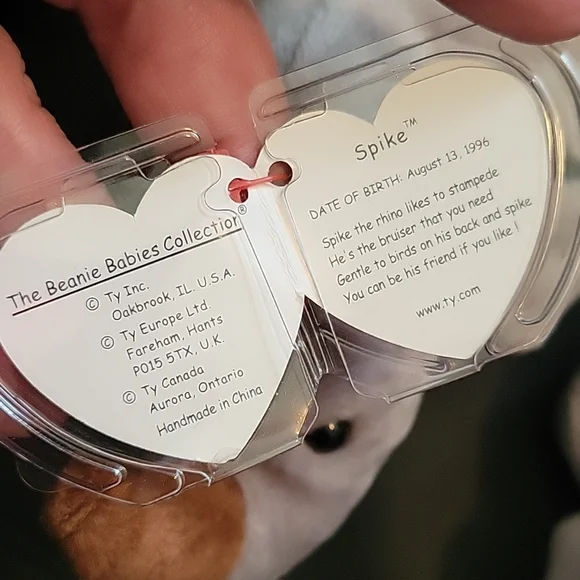 The Beanie Babies Collection®
© Ty Inc.
Oakbrook, IL. U.S.A.
© Ty Europe Ltd.
Fareham, Hants
PO15 5TX, U.K.
© Ty Canada
Aurora, Ontario
Handmade in China
Spike™
DATE OF BIRTH: August 13, 1996
Spike the rhino likes to stampede
He's the bruiser that you need
Gentle to birds on his back and spike
You can be his friend if you like!
www.ty.com